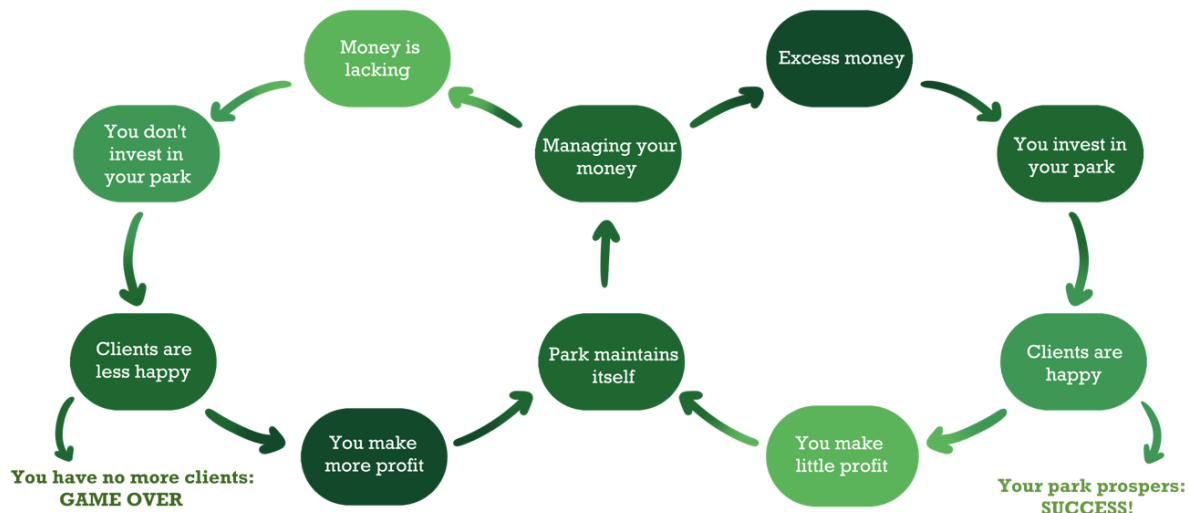 Money is
lacking
Excess money
You don't
invest in
your park
Managing your
money
You invest in
your park
Clients are
less happy
Park maintains
itself
Clients are
happy
You make
more profit
You make
little profit
You have no more clients:
GAME OVER
Your park prospers:
SUCCESS!